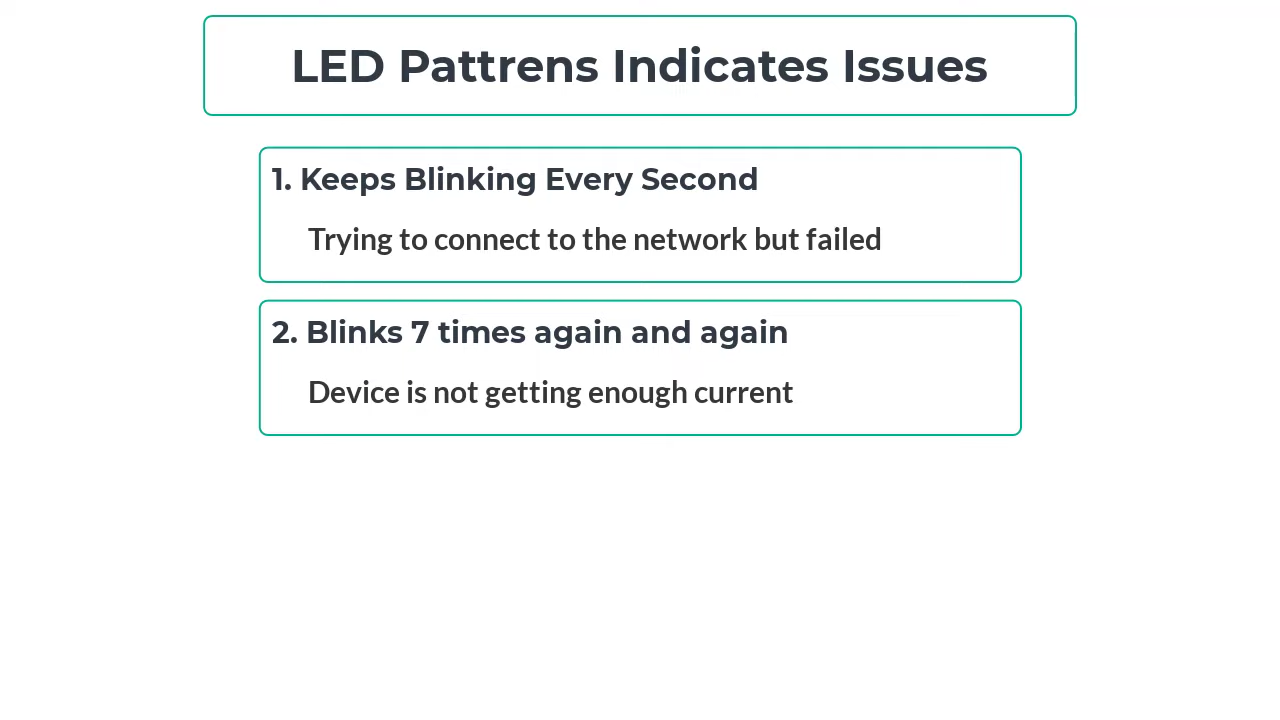 LED Pattrens Indicates Issues
1. Keeps Blinking Every Second
Trying to connect to the network but failed
2. Blinks 7 times again and again
Device is not getting enough current